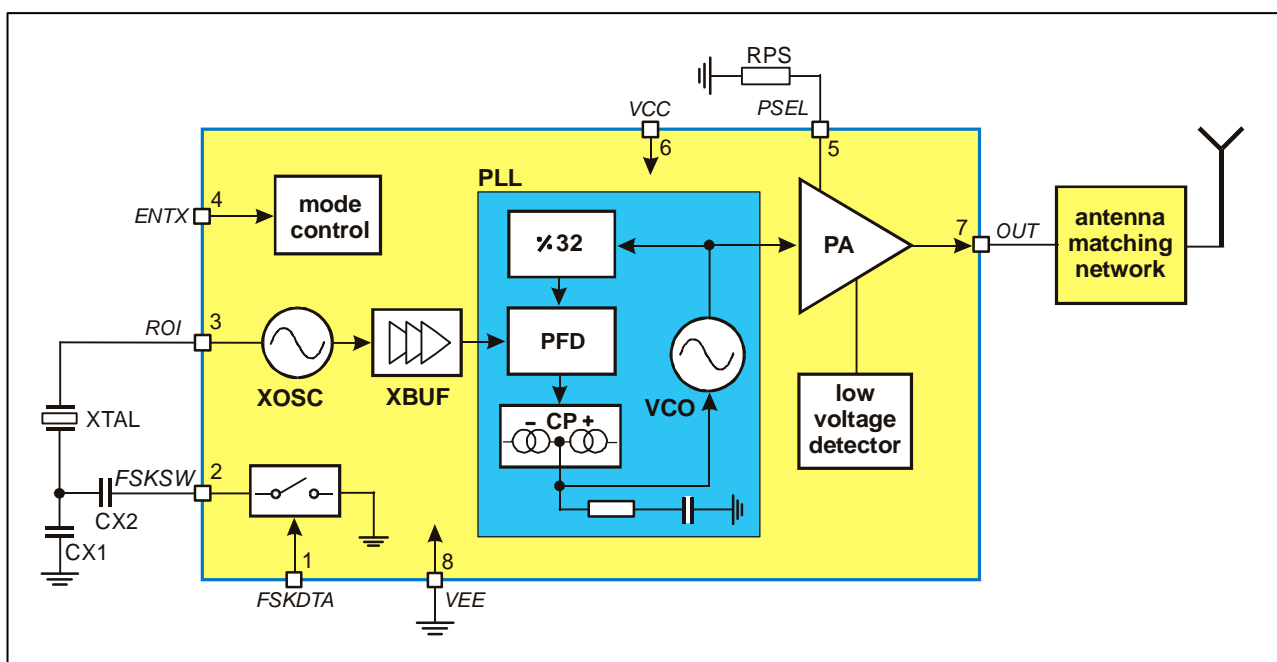 RPS
VCC
PSEL
6
5
PLL
4
ENTX
mode
control
%32
PA
7
OUT
antenna
matching
network
3
ROI
PFD
XOSC
XBUF
VCO
low
voltage
detector
- CP +
XTAL
FSKSW
2
CX2
CX1
1
8
FSKDTA
VEE